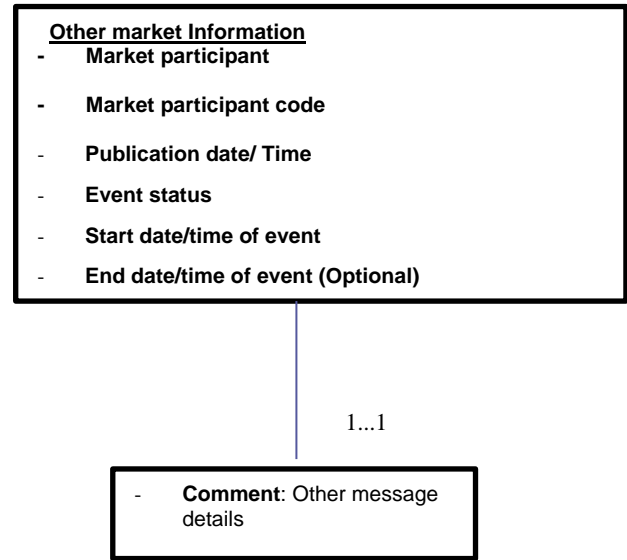 Other market Information
- Market participant
- Market participant code
- Publication date/ Time
- Event status
- Start date/time of event
- End date/time of event (Optional)
1...1
- Comment: Other message
details